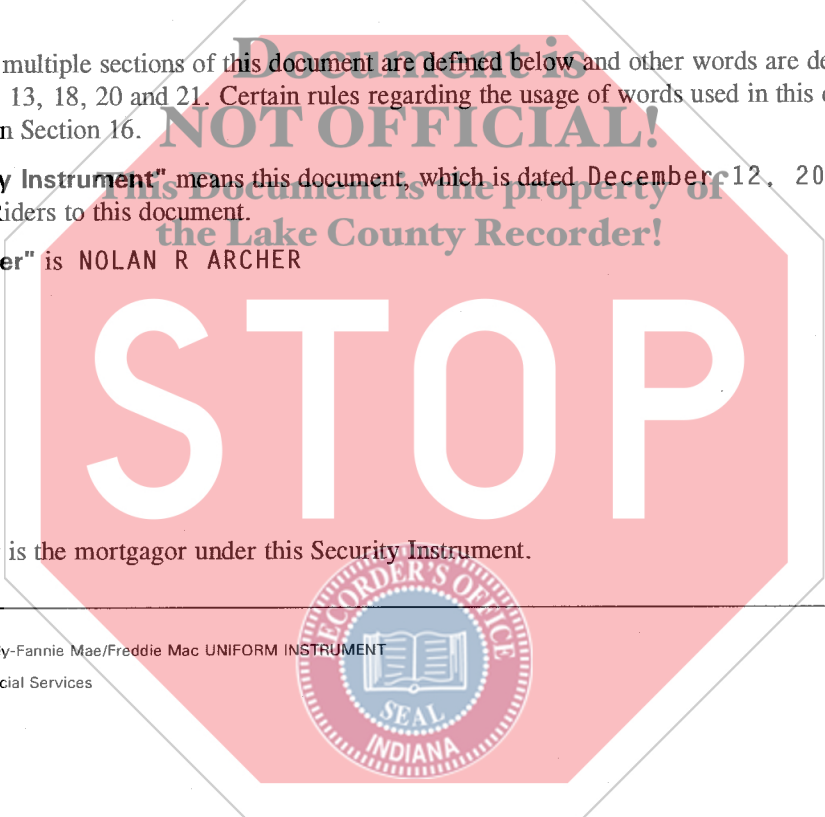 Document is
multiple sections of this document are defined below and other words are de
13, 18, 20 and 21. Certain rules regarding the usage of words used in this
NOT OFFICIAL!
n Section 16.
y Instrument" means this document, which is dated December 12, 20
This Document is the property of
Riders to this document.
the Lake County Recorder!
er" is NOLAN R ARCHER
STOP
is the mortgagor under this Security Instrument.
RECORDER'S OFFICE
y-Fannie Mae/Freddie Mac UNIFORM INSTRUMENT
cial Services
SEAL
INDIANA